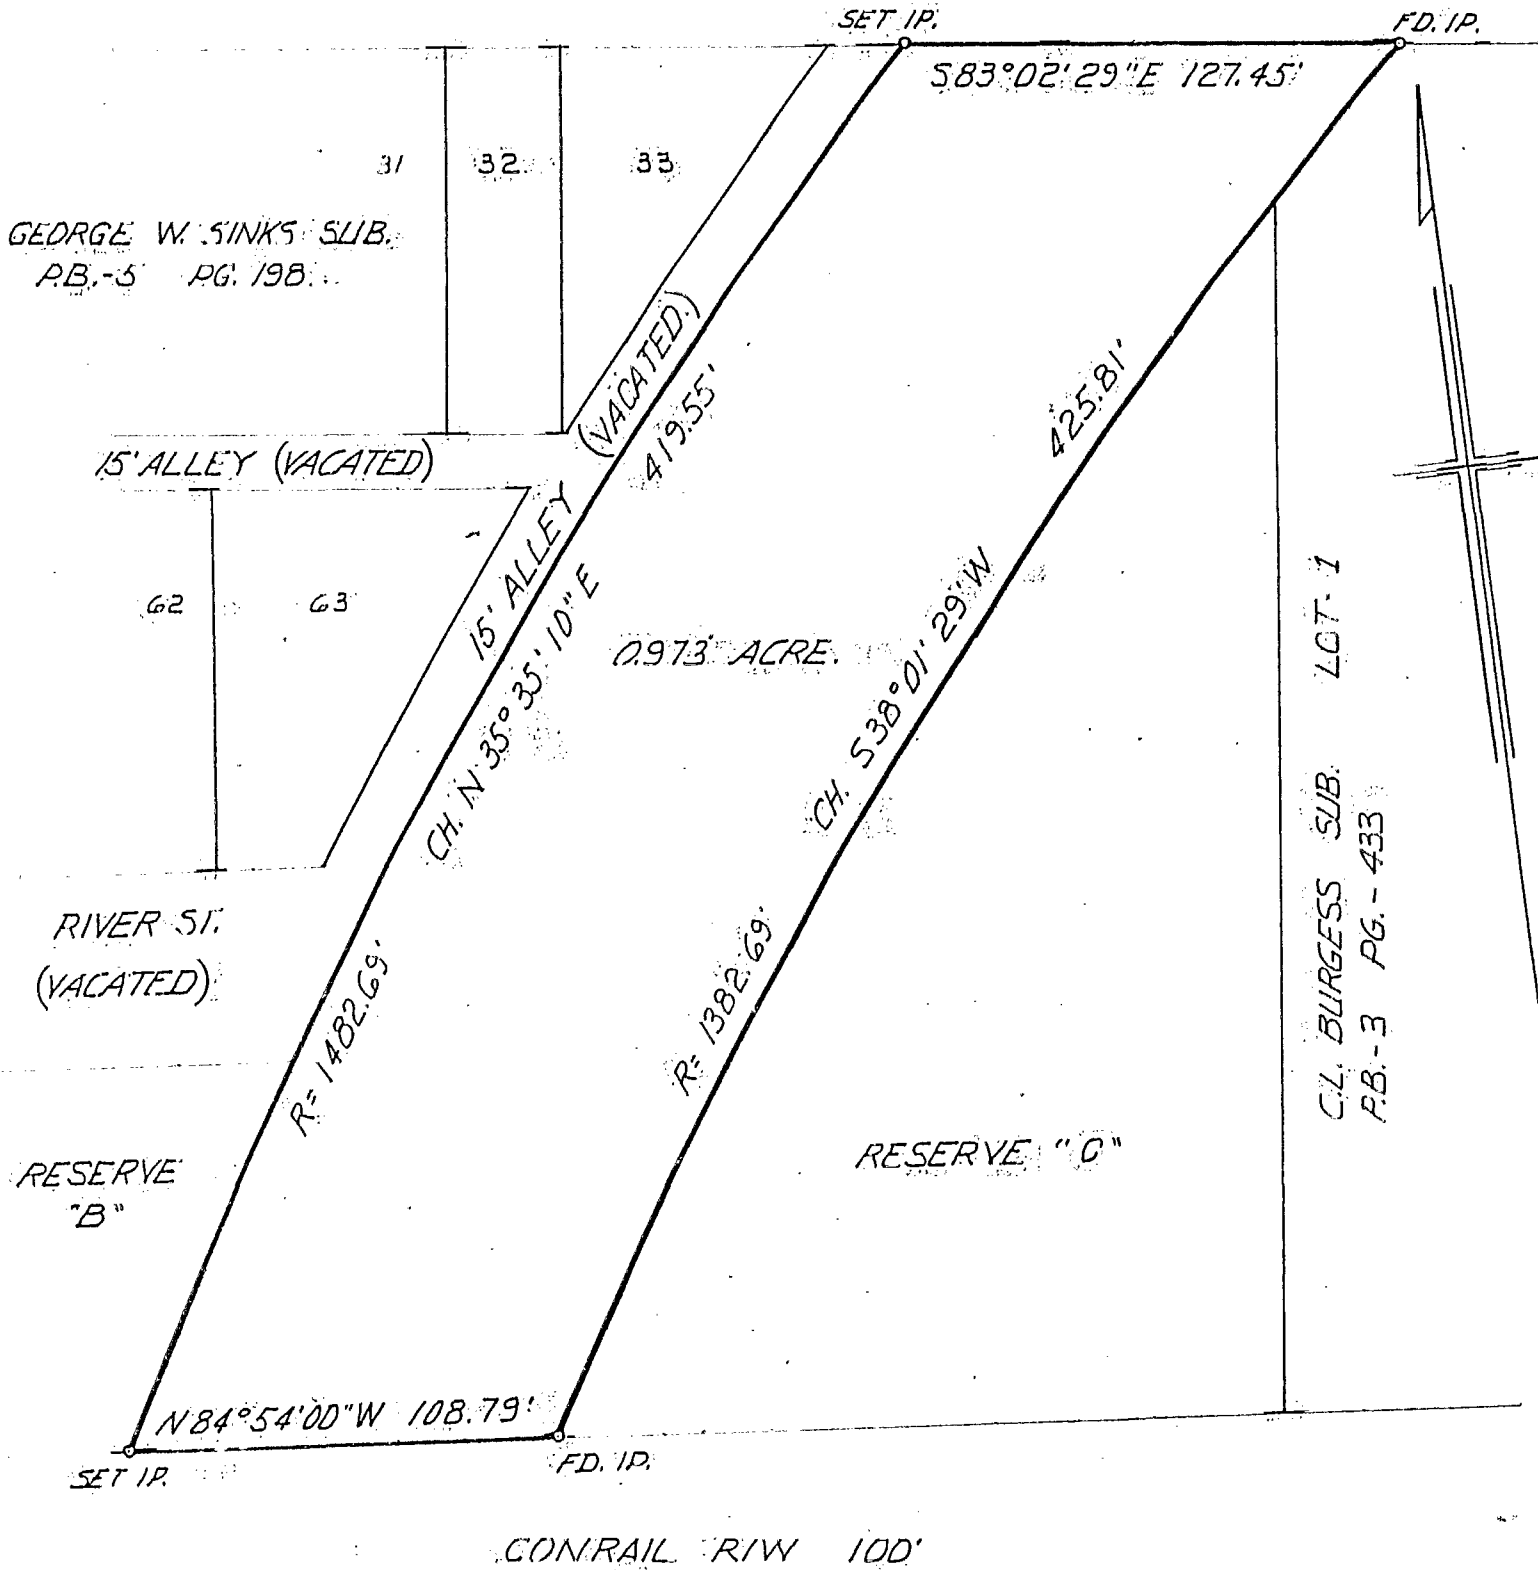 SET IP.
FD. IP.
S83°02'29"E 127.45'
31
32
33
GEORGE W. SINKS SUB.
P.B.-5 PG. 198
(VACATED)
419.55'
425.81'
15' ALLEY (VACATED)
15' ALLEY
62
63
CH. N 35° 35' 10" E
0.973 ACRE.
CH. S 38° 01' 29" W
LOT-1
C.L. BURGESS SUB.
P.B.-3 PG.-433
RIVER ST.
(VACATED)
R= 1482.69'
R= 1382.69'
RESERVE
"B"
RESERVE "C"
N 84°54'00"W 108.79'
SET IP.
FD. IP.
CONRAIL R/W 100'